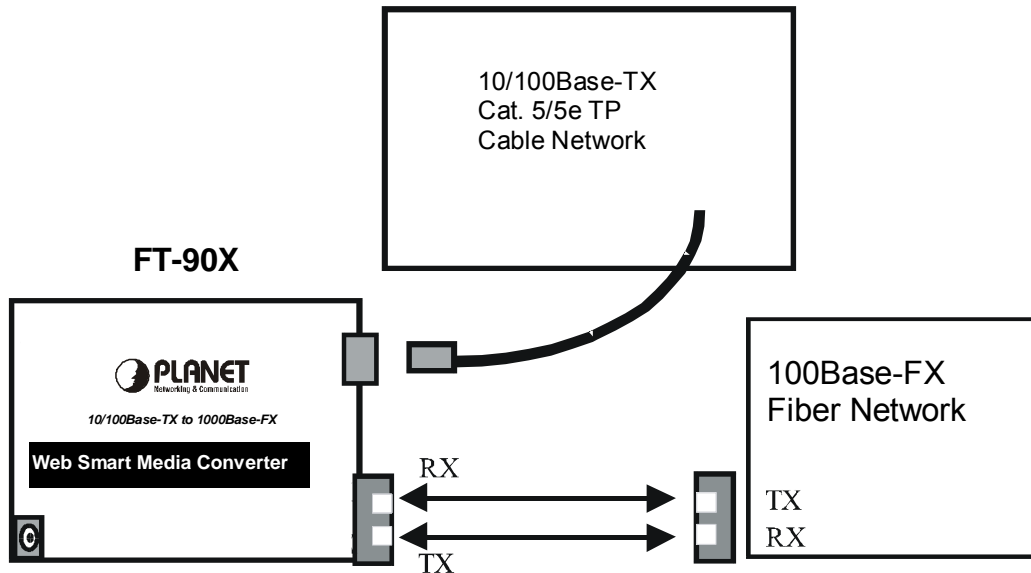 10/100Base-TX
Cat. 5/5e TP
Cable Network
FT-90X
PLANET
Networking & Communication
10/100Base-TX to 1000Base-FX
Web Smart Media Converter
100Base-FX
Fiber Network
RX
TX
TX
RX